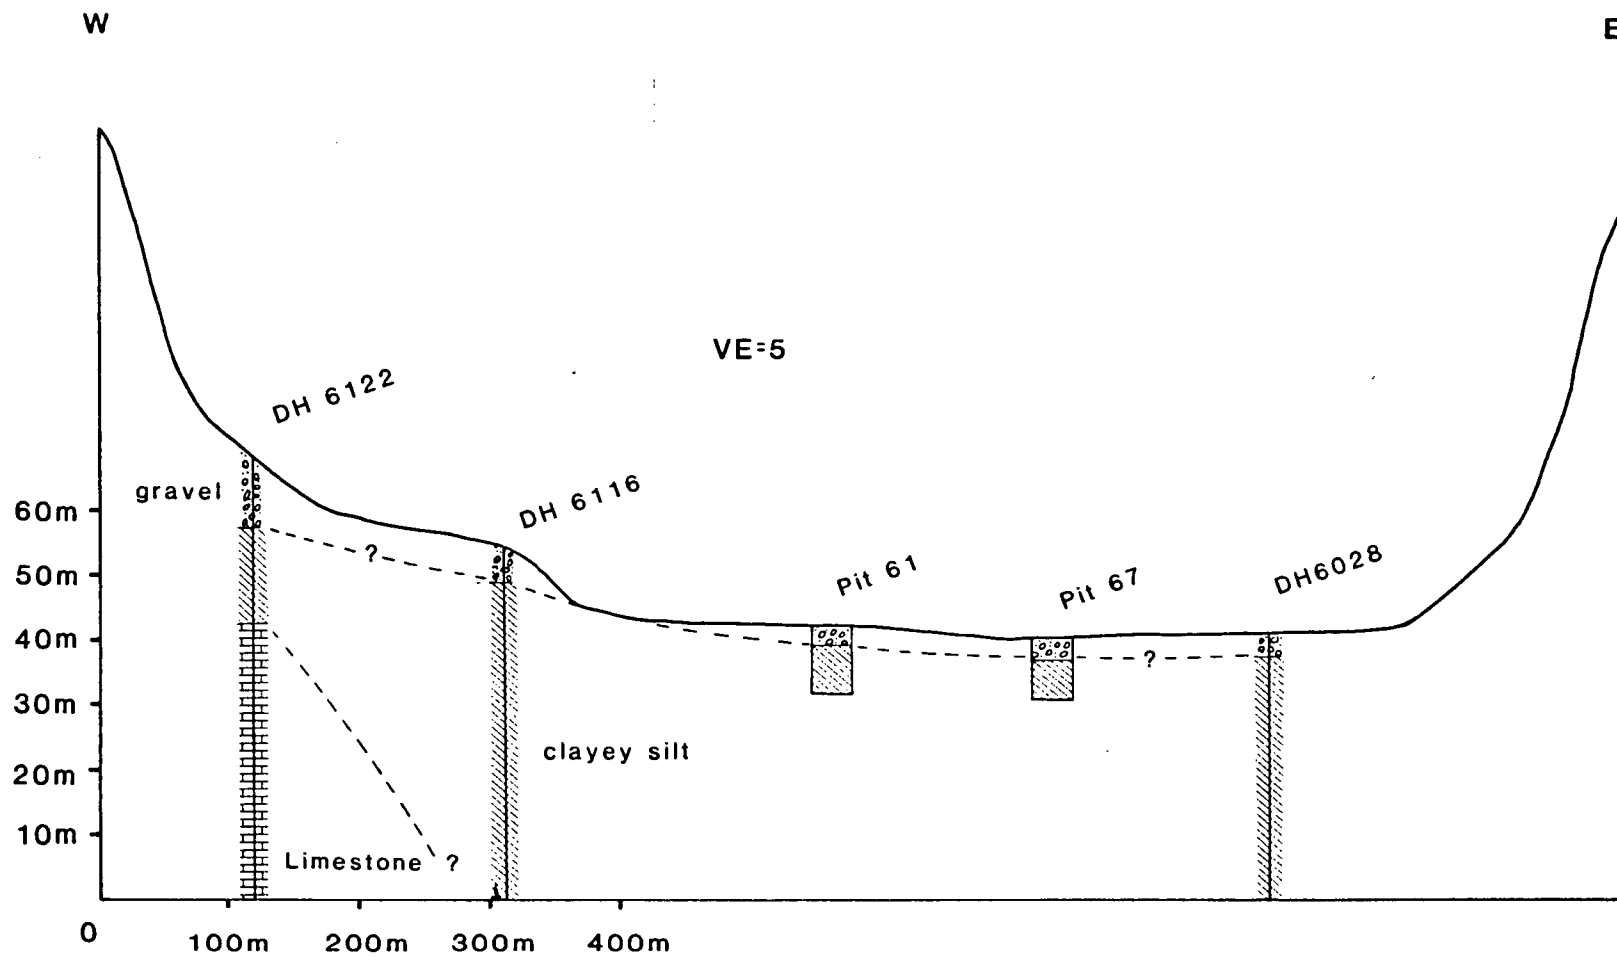 W
E
VE=5
DH 6122
gravel
DH 6116
60m
?
50m
Pit 61
Pit 67
DH6028
40m
?
30m
clayey silt
20m
10m
Limestone ?
0
100m 200m 300m 400m